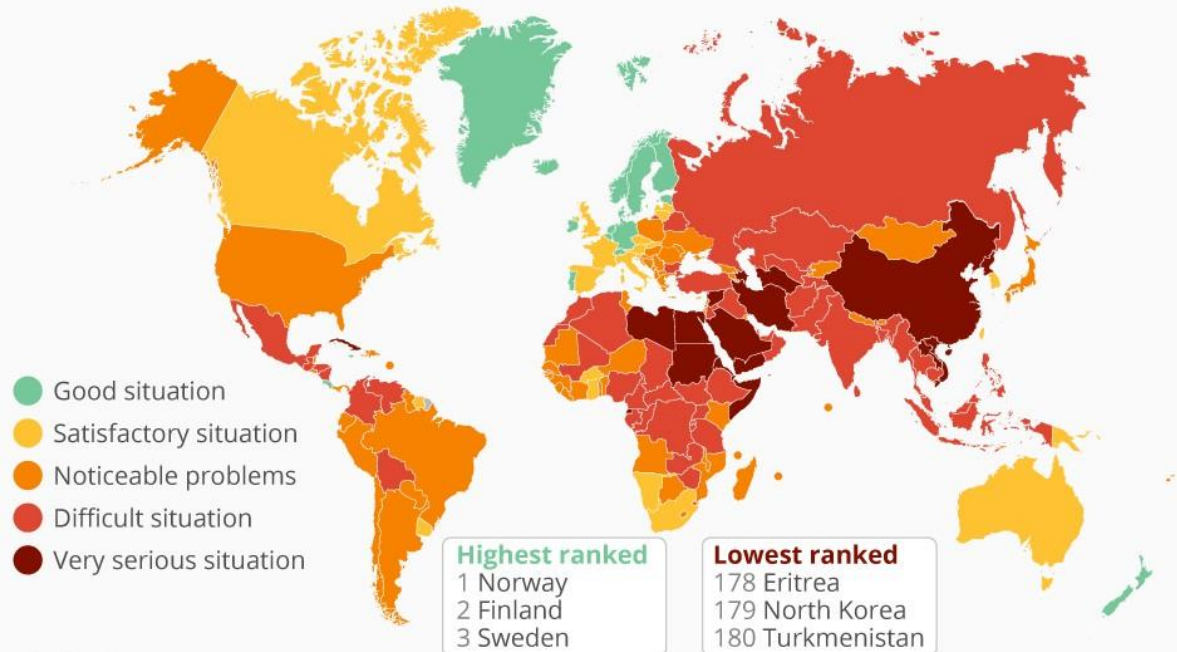 Good situation
Satisfactory situation
Noticeable problems
Difficult situation
Very serious situation
Highest ranked
1 Norway
2 Finland
3 Sweden
Lowest ranked
178 Eritrea
179 North Korea
180 Turkmenistan